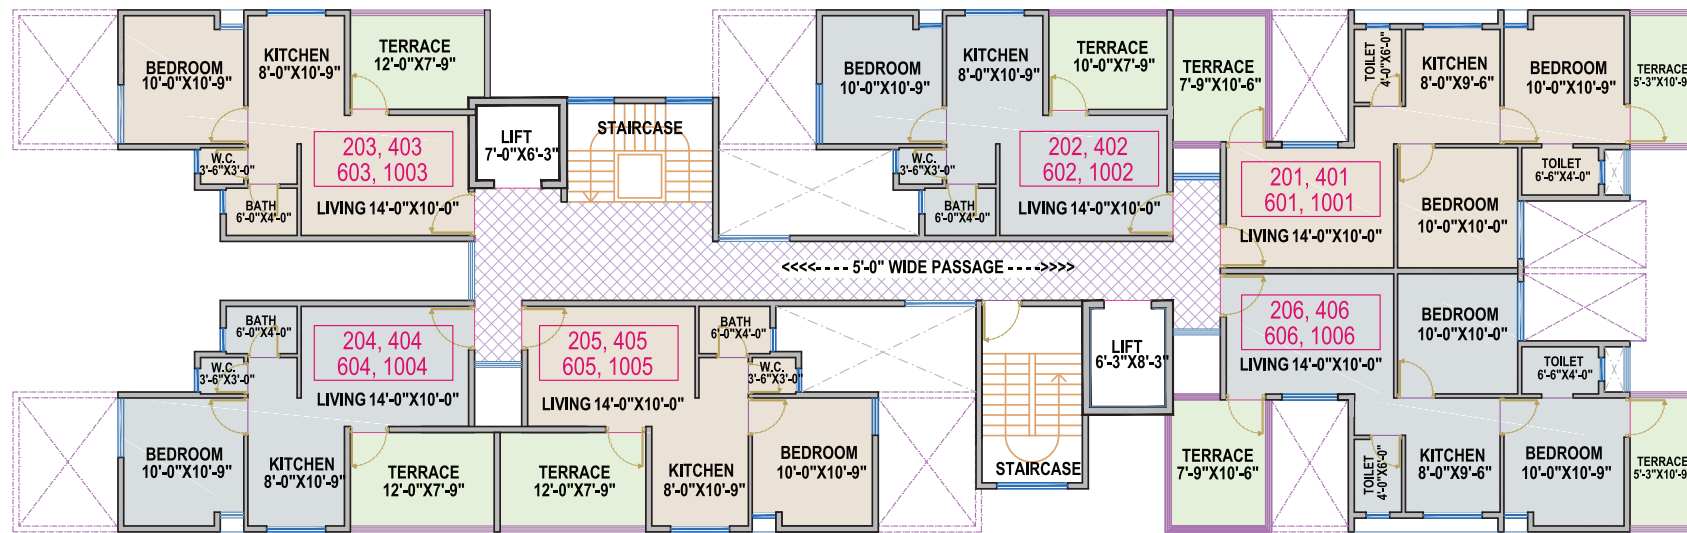 BEDROOM
10'-0"X10'-9"
KITCHEN
8'-0"X10'-9"
TERRACE
12'-0"X7'-9"
W.C.
3'-6"X3'-0"
BATH
6'-0"X4'-0"
203, 403
603, 1003
LIVING 14'-0"X10'-0"
LIFT
7'-0"X6'-3"
STAIRCASE
BEDROOM
10'-0"X10'-9"
KITCHEN
8'-0"X10'-9"
TERRACE
10'-0"X7'-9"
W.C.
3'-6"X3'-0"
BATH
6'-0"X4'-0"
202, 402
602, 1002
LIVING 14'-0"X10'-0"
TERRACE
7'-9"X10'-6"
TOILET
4'-0"X6'-0"
KITCHEN
8'-0"X9'-6"
BEDROOM
10'-0"X10'-9"
TERRACE
5'-3"X10'-9
201, 401
601, 1001
LIVING 14'-0"X10'-0"
BEDROOM
10'-0"X10'-0"
TOILET
6'-6"X4'-0"
<<<<---- 5'-0" WIDE PASSAGE ---->>>>
BATH
6'-0"X4'-0"
W.C.
3'-6"X3'-0"
204, 404
604, 1004
LIVING 14'-0"X10'-0"
BEDROOM
10'-0"X10'-9"
KITCHEN
8'-0"X10'-9"
TERRACE
12'-0"X7'-9"
205, 405
605, 1005
LIVING 14'-0"X10'-0"
BATH
6'-0"X4'-0"
W.C.
3'-6"X3'-0"
TERRACE
12'-0"X7'-9"
KITCHEN
8'-0"X10'-9"
BEDROOM
10'-0"X10'-9"
STAIRCASE
LIFT
6'-3"X8'-3"
206, 406
606, 1006
LIVING 14'-0"X10'-0"
BEDROOM
10'-0"X10'-0"
TOILET
6'-6"X4'-0"
TERRACE
7'-9"X10'-6"
TOILET
4'-0"X6'-0"
KITCHEN
8'-0"X9'-6"
BEDROOM
10'-0"X10'-9"
TERRACE
5'-3"X10'-9